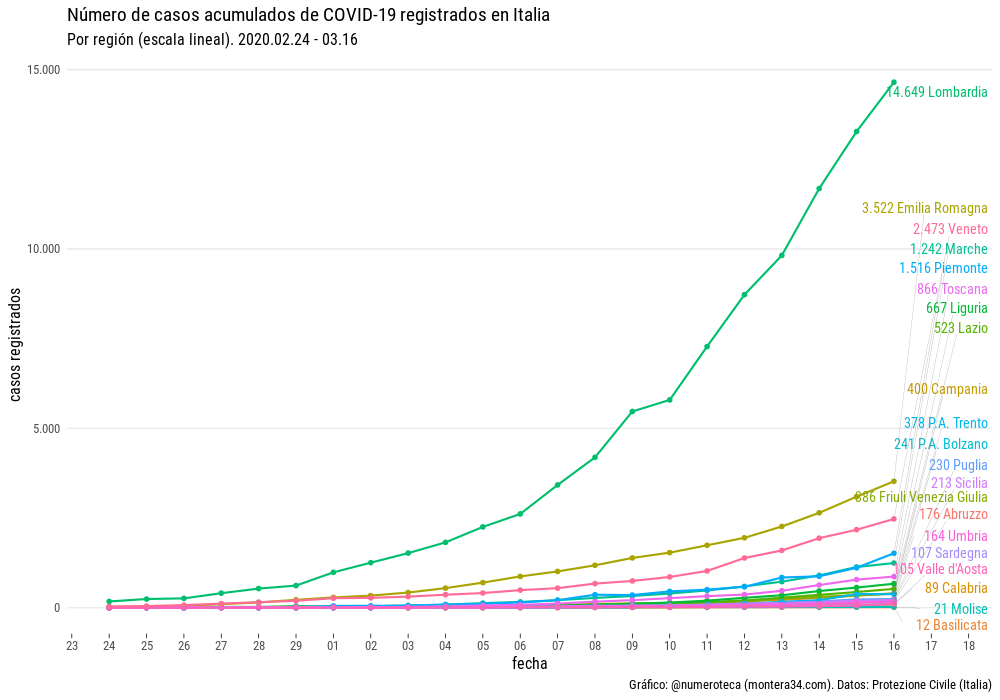 Número de casos acumulados de COVID-19 registrados en Italia
Por región (escala lineal). 2020.02.24 - 03.16
casos registrados
15.000
10.000
5.000
0
14.649 Lombardia
3.522 Emilia Romagna
2.473 Veneto
1.242 Marche
1.516 Piemonte
866 Toscana
667 Liguria
523 Lazio
400 Campania
378 P.A. Trento
241 P.A. Bolzano
230 Puglia
213 Sicilia
386 Friuli Venezia Giulia
176 Abruzzo
164 Umbria
107 Sardegna
105 Valle d'Aosta
89 Calabria
21 Molise
12 Basilicata
23 24 25 26 27 28 29 01 02 03 04 05 06 07 08 09 10 11 12 13 14 15 16 17 18
fecha
Gráfico: @numeroteca (montera34.com). Datos: Protezione Civile (Italia)